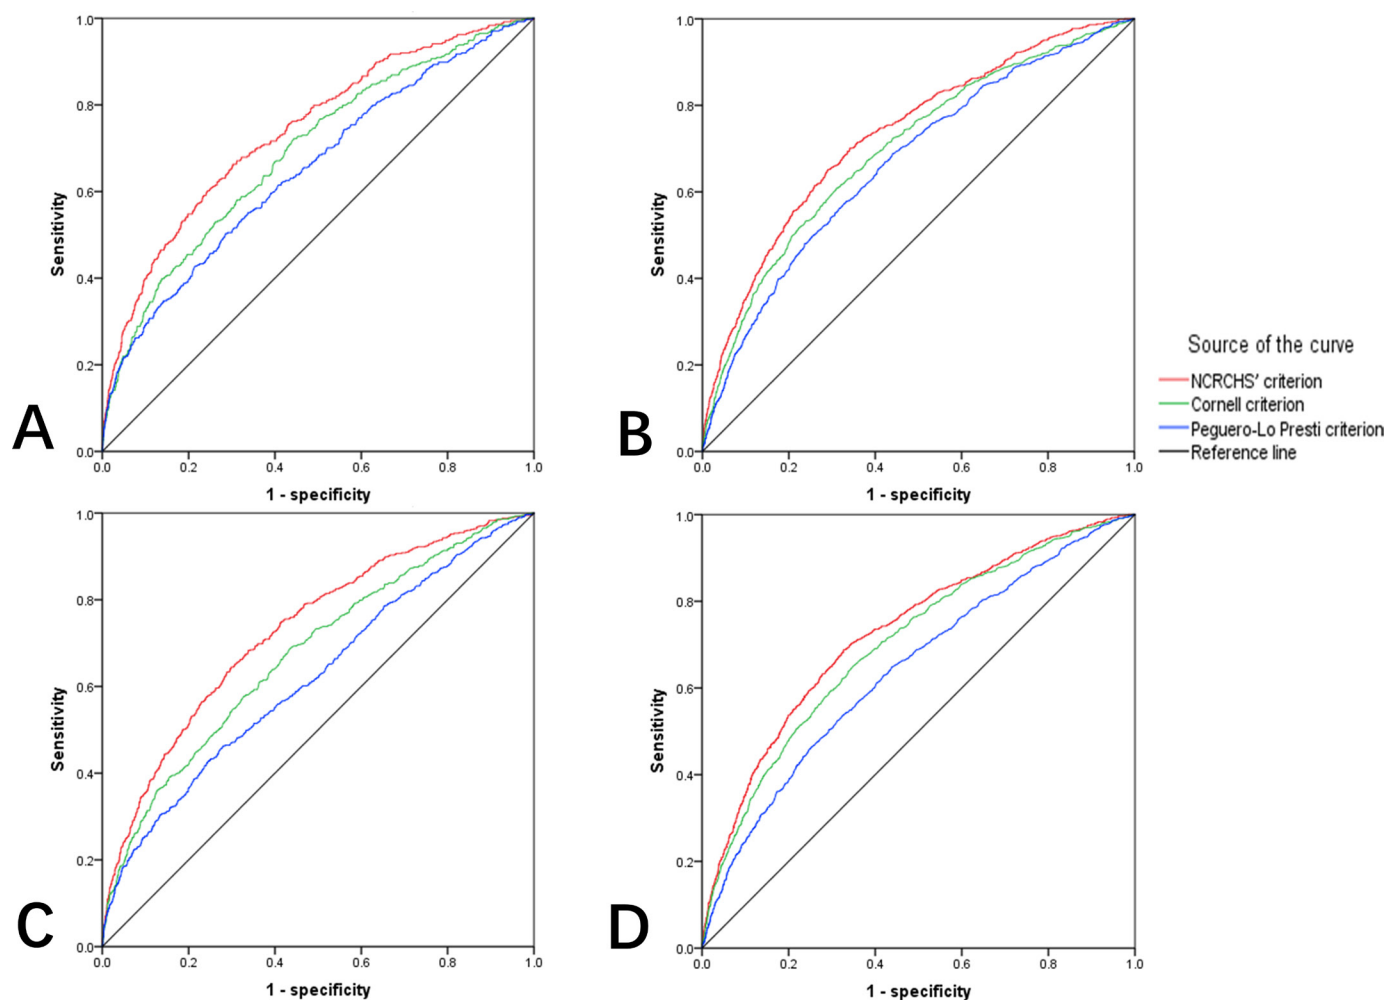 1.0
0.8
0.6
0.4
0.2
0.0
Sensitivity
0.0 0.2 0.4 0.6 0.8 1.0
1 - specificity
A
1.0
0.8
0.6
0.4
0.2
0.0
Sensitivity
0.0 0.2 0.4 0.6 0.8 1.0
1 - specificity
B
Source of the curve
NCRCHS' criterion
Cornell criterion
Peguero-Lo Presti criterion
Reference line
1.0
0.8
0.6
0.4
0.2
0.0
Sensitivity
0.0 0.2 0.4 0.6 0.8 1.0
1 - specificity
C
1.0
0.8
0.6
0.4
0.2
0.0
Sensitivity
0.0 0.2 0.4 0.6 0.8 1.0
1 - specificity
D